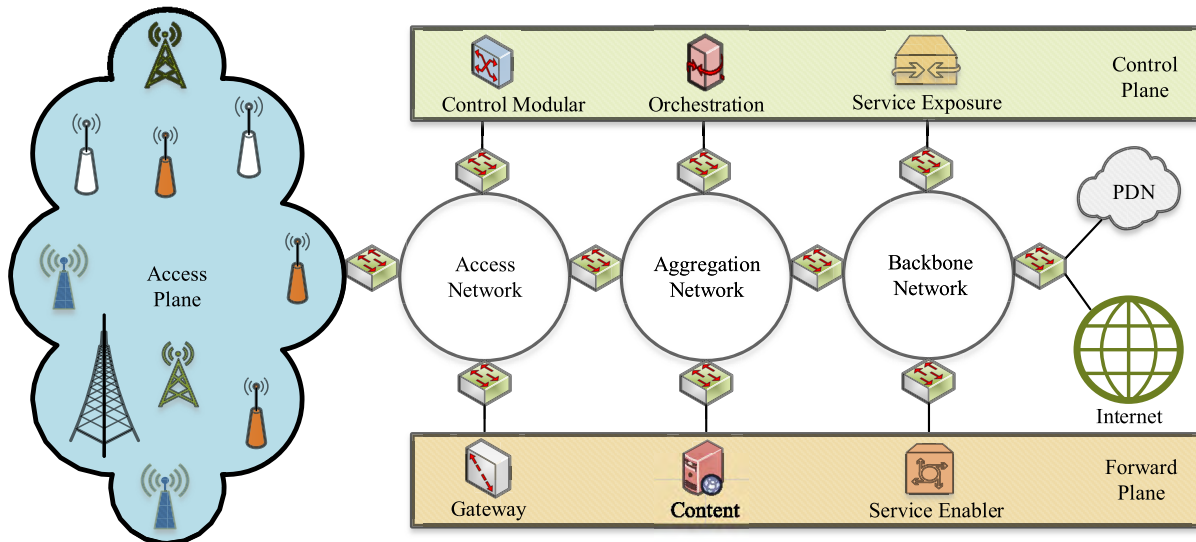 Control Modular
Orchestration
Service Exposure
Control
Plane
PDN
Access
Plane
Access
Network
Aggregation
Network
Backbone
Network
Internet
Gateway
Content
Service Enabler
Forward
Plane